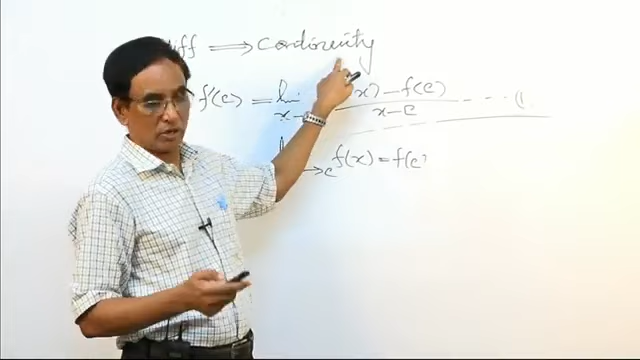 diff ⟹ continuity
f'(c) = lim x→ f(x) − f(c) / x − c - - - (1.
→ c f(x) = f(c)